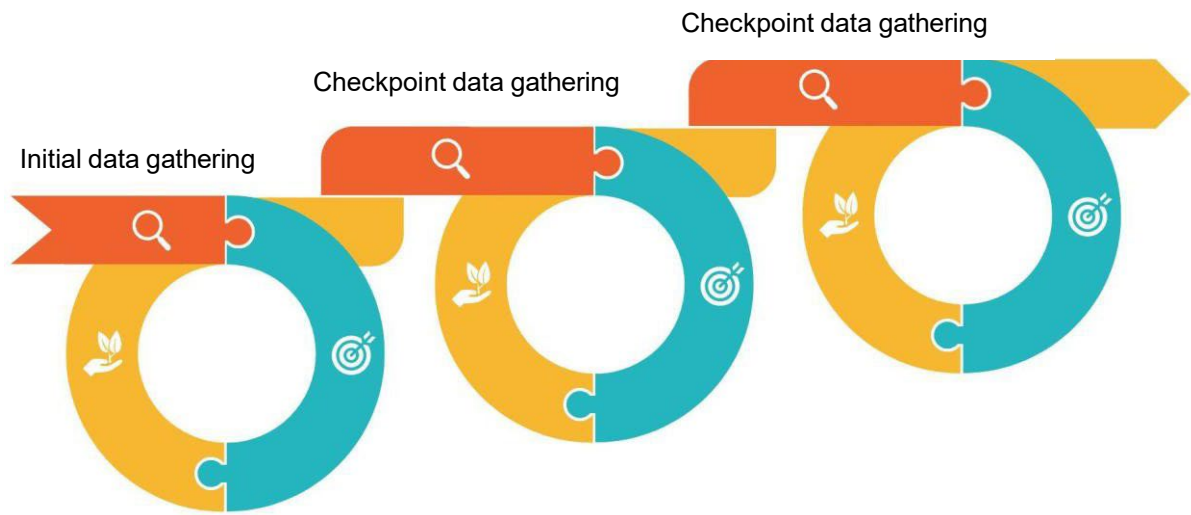 Checkpoint data gathering
Checkpoint data gathering
Initial data gathering